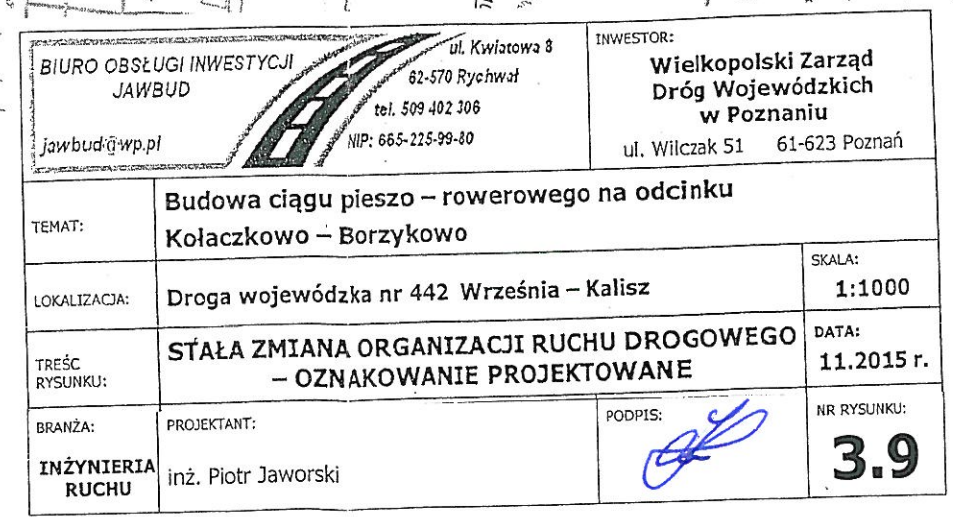 BIURO OBSŁUGI INWESTYCJI
JAWBUD
jawbud@wp.pl
ul. Kwiatowa 8
62-570 Rychwał
tel. 509 402 306
NIP: 665-225-99-80
INWESTOR:
Wielkopolski Zarząd
Dróg Wojewódzkich
w Poznaniu
ul. Wilczak 51 61-623 Poznań
TEMAT:
Budowa ciągu pieszo – rowerowego na odcinku
Kołaczkowo – Borzykowo
LOKALIZACJA:
Droga wojewódzka nr 442 Września – Kalisz
SKALA:
1:1000
TREŚC
RYSUNKU:
STAŁA ZMIANA ORGANIZACJI RUCHU DROGOWEGO
– OZNAKOWANIE PROJEKTOWANE
DATA:
11.2015 r.
BRANŻA:
INŻYNIERIA
RUCHU
PROJEKTANT:
inż. Piotr Jaworski
PODPIS:
NR RYSUNKU:
3.9